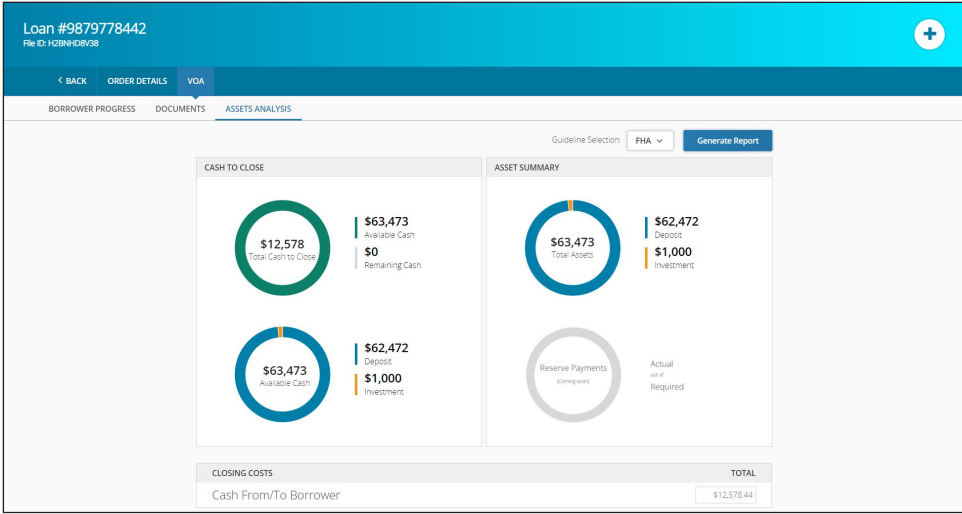 Loan #9879778442
File ID: H2BNHD8V38
+
< BACK ORDER DETAILS VOA
BORROWER PROGRESS DOCUMENTS ASSETS ANALYSIS
Guideline Selection: FHA Generate Report
CASH TO CLOSE
$12,578
Total Cash to Close
$63,473
Available Cash
$0
Remaining Cash
$63,473
Available Cash
$62,472
Deposit
$1,000
Investment
ASSET SUMMARY
$63,473
Total Assets
$62,472
Deposit
$1,000
Investment
Reserve Payments
(Coming soon)
Actual
out of
Required
CLOSING COSTS TOTAL
Cash From/To Borrower $12,578.44